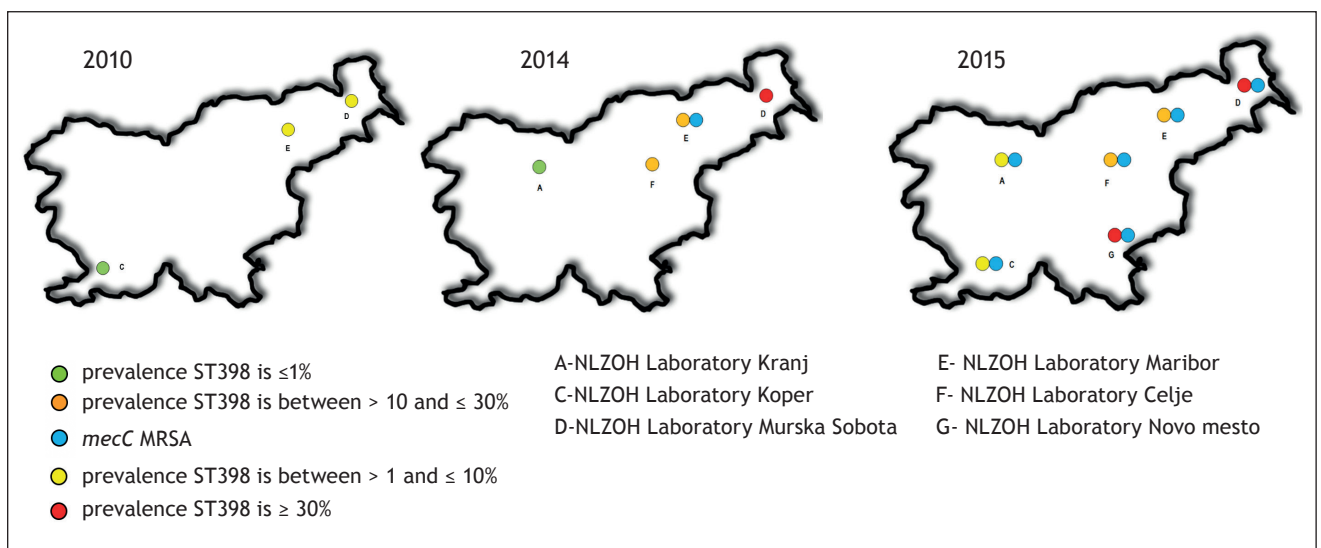 2010
2014
2015
D
E
C
D
E
F
A
D
E
A
F
G
C
prevalence ST398 is ≤1%
prevalence ST398 is between > 10 and ≤ 30%
mecC MRSA
prevalence ST398 is between > 1 and ≤ 10%
prevalence ST398 is ≥ 30%
A-NLZOH Laboratory Kranj
C-NLZOH Laboratory Koper
D-NLZOH Laboratory Murska Sobota
E- NLZOH Laboratory Maribor
F- NLZOH Laboratory Celje
G- NLZOH Laboratory Novo mesto